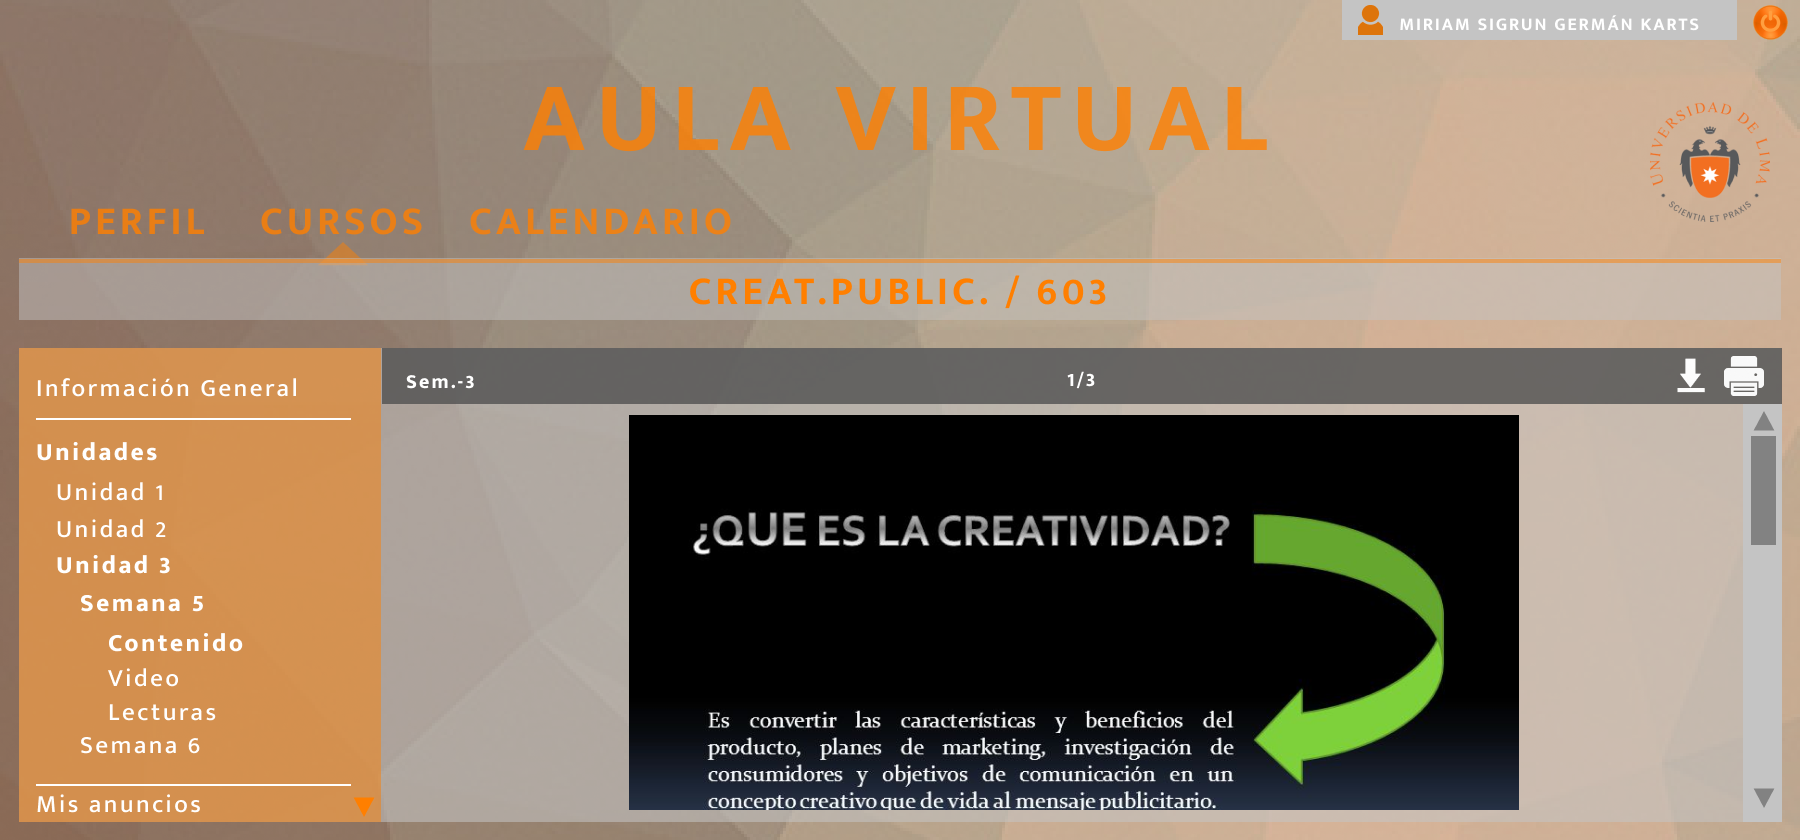 MIRIAM SIGRUN GERMÁN KARTS
AULA VIRTUAL
UNIVERSIDAD DE LIMA
SCIENTIA ET PRAXIS
PERFIL CURSOS CALENDARIO
CREAT.PUBLIC. / 603
Información General
Unidades
Unidad 1
Unidad 2
Unidad 3
Semana 5
Contenido
Video
Lecturas
Semana 6
Mis anuncios
Sem.-3 1/3
¿QUE ES LA CREATIVIDAD?
Es convertir las características y beneficios del
producto, planes de marketing, investigación de
consumidores y objetivos de comunicación en un
concepto creativo que de vida al mensaje publicitario.